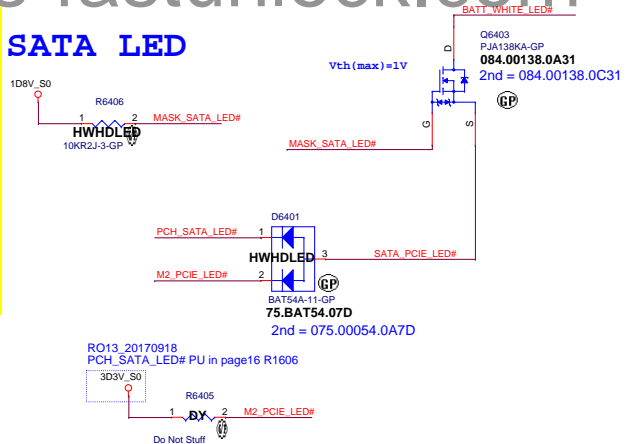 SATA LED
BATT_WHITE_LED#
Q6403
PJA138KA-GP
084.00138.0A31
2nd = 084.00138.0C31
Vth(max)=1V
D
G
S
GP
1D8V_S0
R6406
1
2
MASK_SATA_LED#
HWHDLED
10KR2J-3-GP
MASK_SATA_LED#
D6401
PCH_SATA_LED#
1
HWHDLED
3
SATA_PCIE_LED#
M2_PCIE_LED#
2
GP
BAT54A-11-GP
75.BAT54.07D
2nd = 075.00054.0A7D
RO13_20170918
PCH_SATA_LED# PU in page16 R1606
3D3V_S0
R6405
1
DY
2
M2_PCIE_LED#
Do Not Stuff